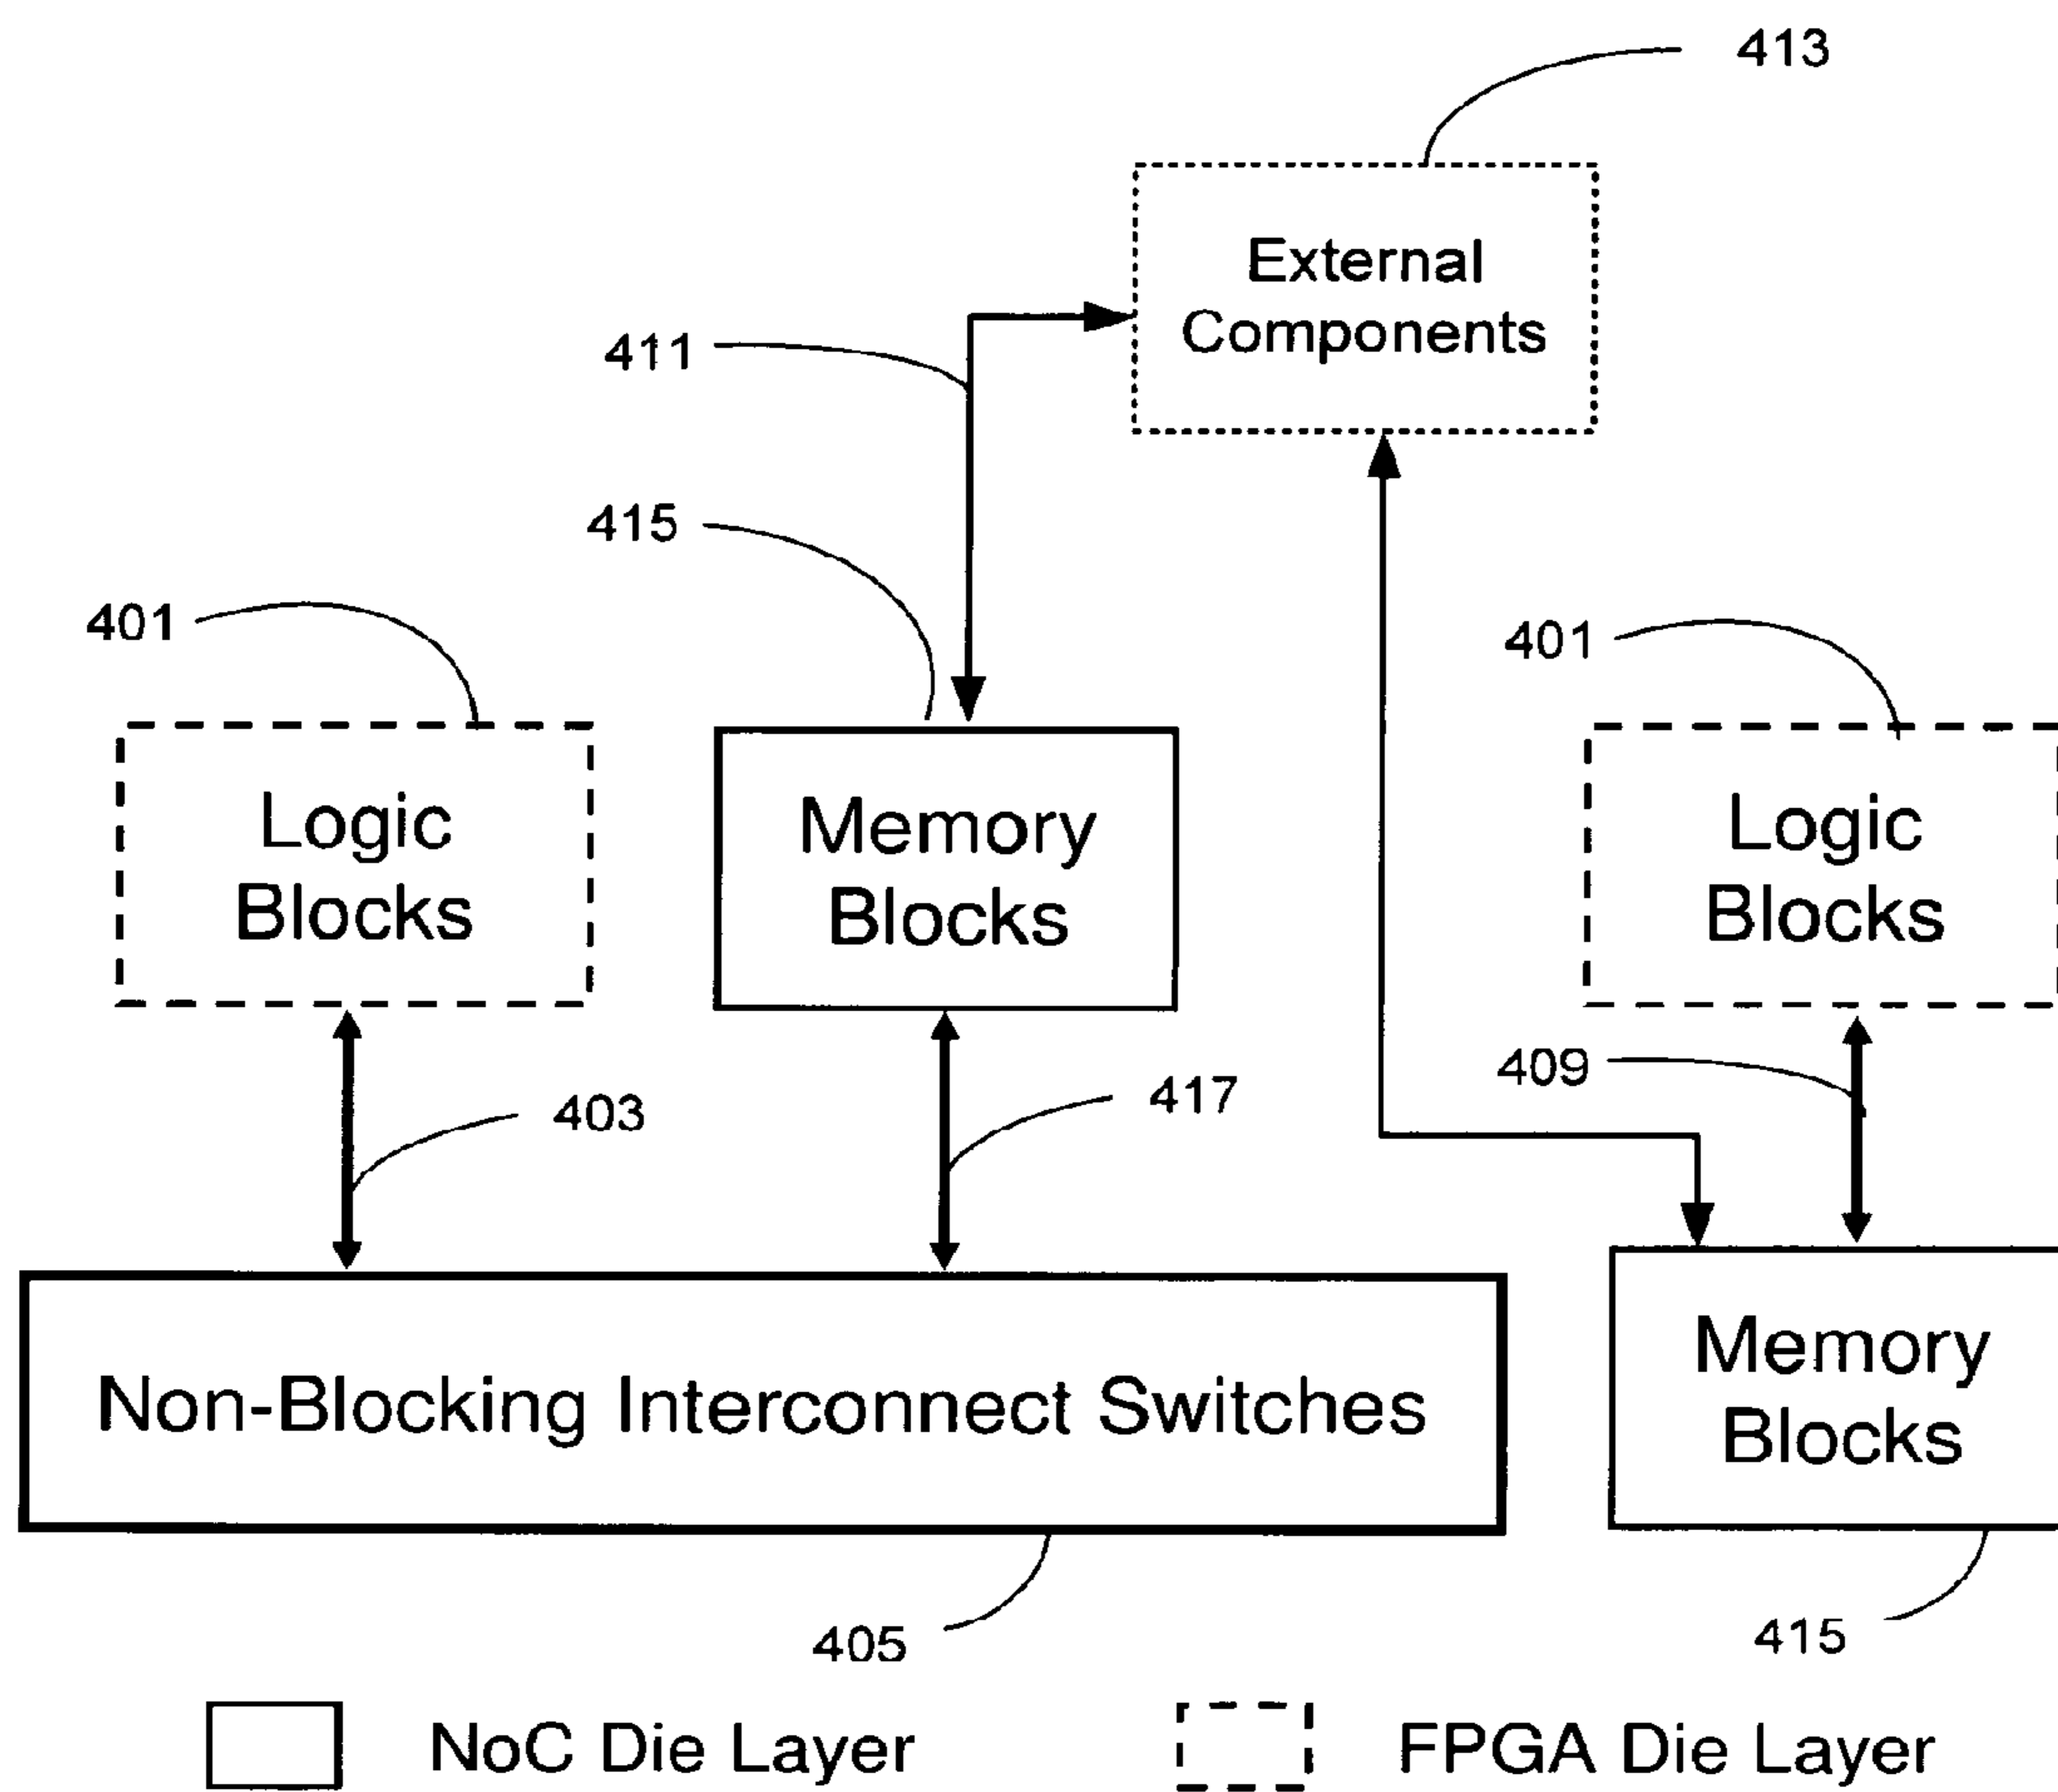 413
External
Components
411
415
401
401
Logic
Blocks
Memory
Blocks
Logic
Blocks
403
417
409
Non-Blocking Interconnect Switches
Memory
Blocks
405
415
NoC Die Layer
FPGA Die Layer